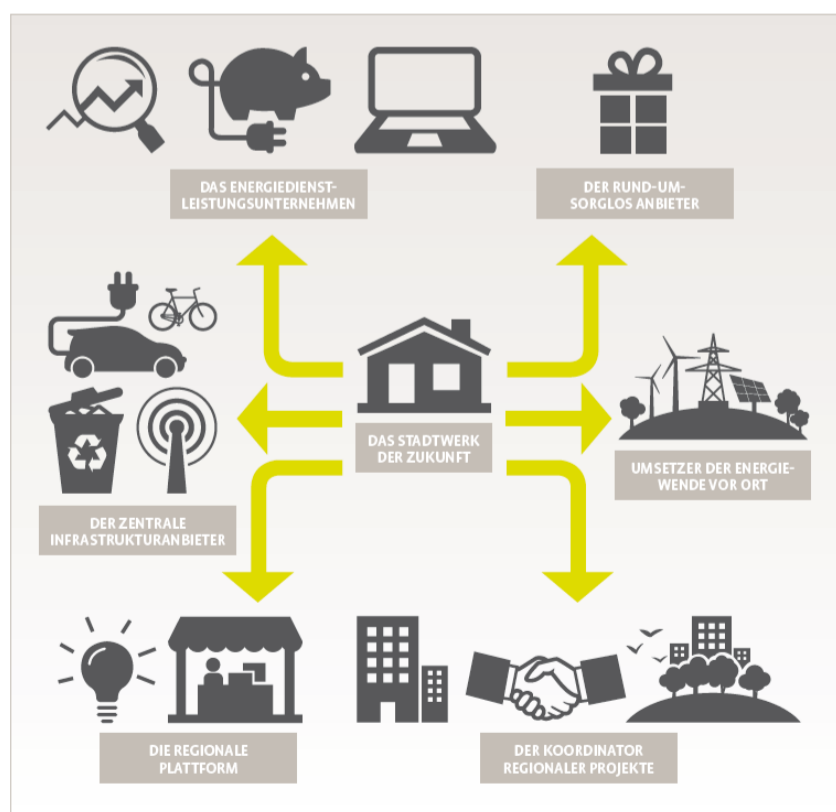 DAS ENERGIEDIENST-
LEISTUNGSUNTERNEHMEN
DER RUND-UM-
SORGLOS ANBIETER
DAS STADTWERK
DER ZUKUNFT
UMSETZER DER ENERGIE-
WENDE VOR ORT
DER ZENTRALE
INFRASTRUKTURANBIETER
DIE REGIONALE
PLATTFORM
DER KOORDINATOR
REGIONALER PROJEKTE